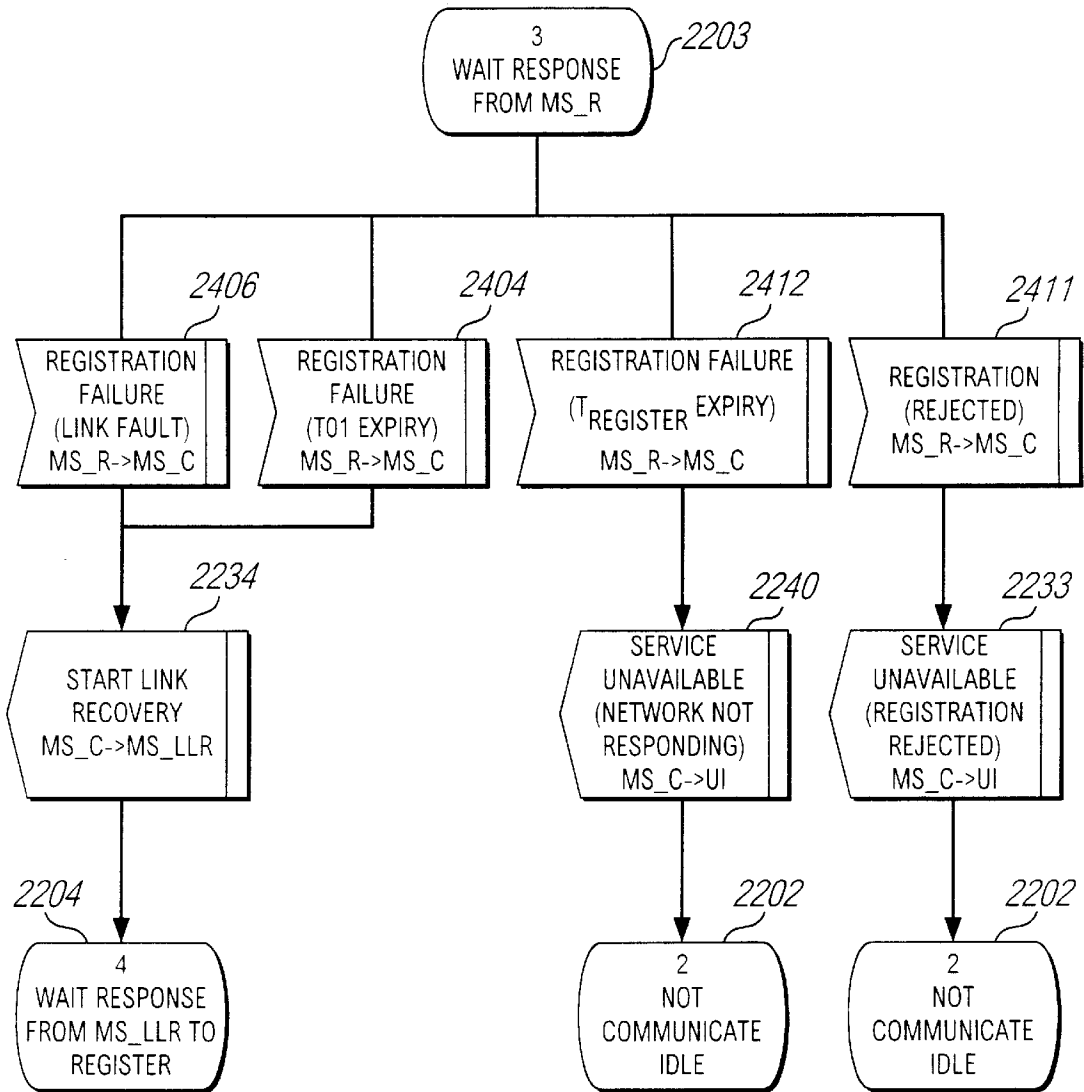 3
WAIT RESPONSE
FROM MS_R
2203
2406
REGISTRATION
FAILURE
(LINK FAULT)
MS_R->MS_C
2404
REGISTRATION
FAILURE
(T01 EXPIRY)
MS_R->MS_C
2412
REGISTRATION FAILURE
(TREGISTER EXPIRY)
MS_R->MS_C
2411
REGISTRATION
(REJECTED)
MS_R->MS_C
2234
START LINK
RECOVERY
MS_C->MS_LLR
2240
SERVICE
UNAVAILABLE
(NETWORK NOT
RESPONDING)
MS_C->UI
2233
SERVICE
UNAVAILABLE
(REGISTRATION
REJECTED)
MS_C->UI
2204
4
WAIT RESPONSE
FROM MS_LLR TO
REGISTER
2202
2
NOT
COMMUNICATE
IDLE
2202
2
NOT
COMMUNICATE
IDLE